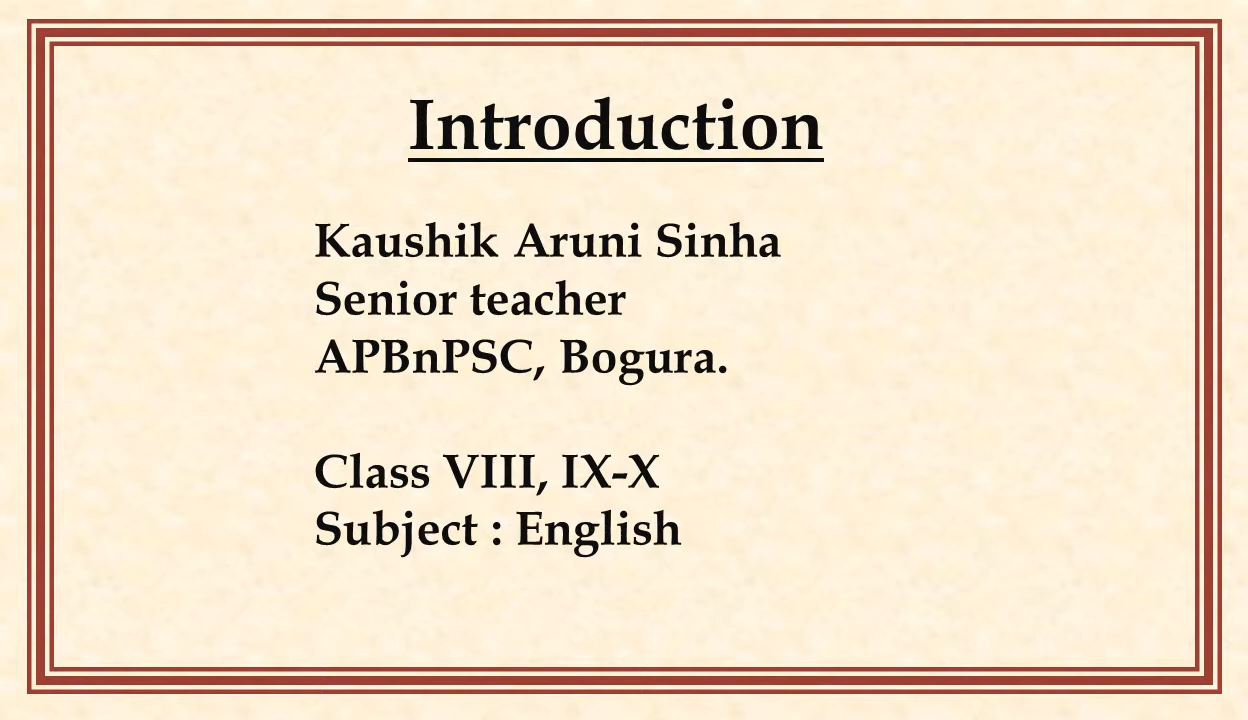 Introduction
Kaushik Aruni Sinha
Senior teacher
APBnPSC, Bogura.
Class VIII, IX-X
Subject : English